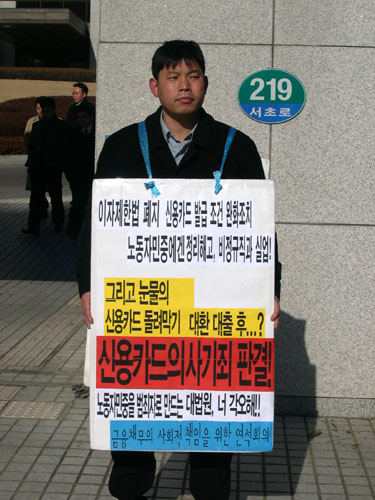 219
서초로
이자제한법 폐지 신용카드 발급 조건 완화조치
노동자민중에겐 정리해고, 비정규직과 실업!
그리고 눈물의
신용카드 돌려막기 대환 대출 후...?
신용카드의사기죄 판결!
노동자민중을 범죄자로 만드는 대법원, 너 각오해!!
금융채무의 사회적 책임을 위한 연석회의